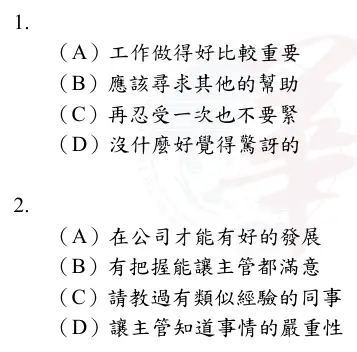 1.
（A）工作做得好比較重要
（B）應該尋求其他的幫助
（C）再忍受一次也不要緊
（D）沒什麼好覺得驚訝的
2.
（A）在公司才能有好的發展
（B）有把握能讓主管都滿意
（C）請教過有類似經驗的同事
（D）讓主管知道事情的嚴重性